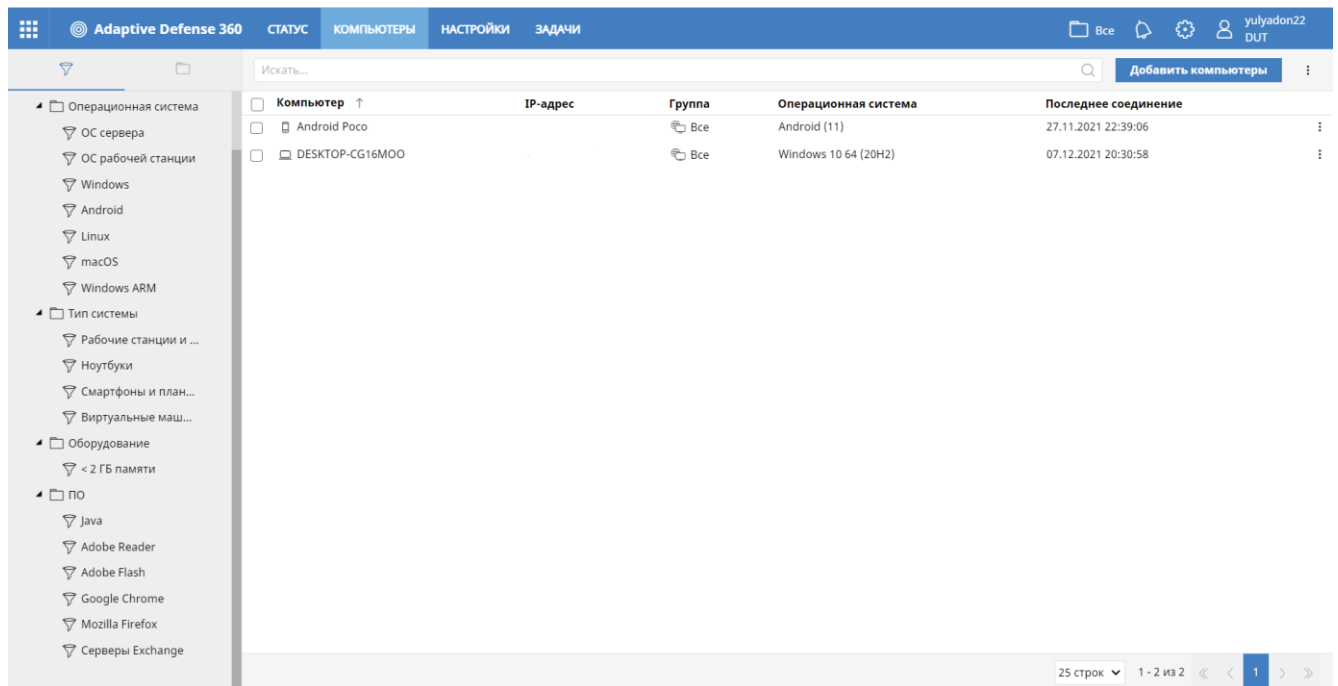 Adaptive Defense 360 СТАТУС КОМПЬЮТЕРЫ НАСТРОЙКИ ЗАДАЧИ Все yulyadon22
DUT
Искать... Добавить компьютеры
Операционная система
ОС сервера
ОС рабочей станции
Windows
Android
Linux
macOS
Windows ARM
Тип системы
Рабочие станции и ...
Ноутбуки
Смартфоны и план...
Виртуальные маш...
Оборудование
< 2 ГБ памяти
ПО
Java
Adobe Reader
Adobe Flash
Google Chrome
Mozilla Firefox
Серверы Exchange
Компьютер ↑ IP-адрес Группа Операционная система Последнее соединение
Android Poco Все Android (11) 27.11.2021 22:39:06
DESKTOP-CG16MOO Все Windows 10 64 (20H2) 07.12.2021 20:30:58
25 строк 1 - 2 из 2 1